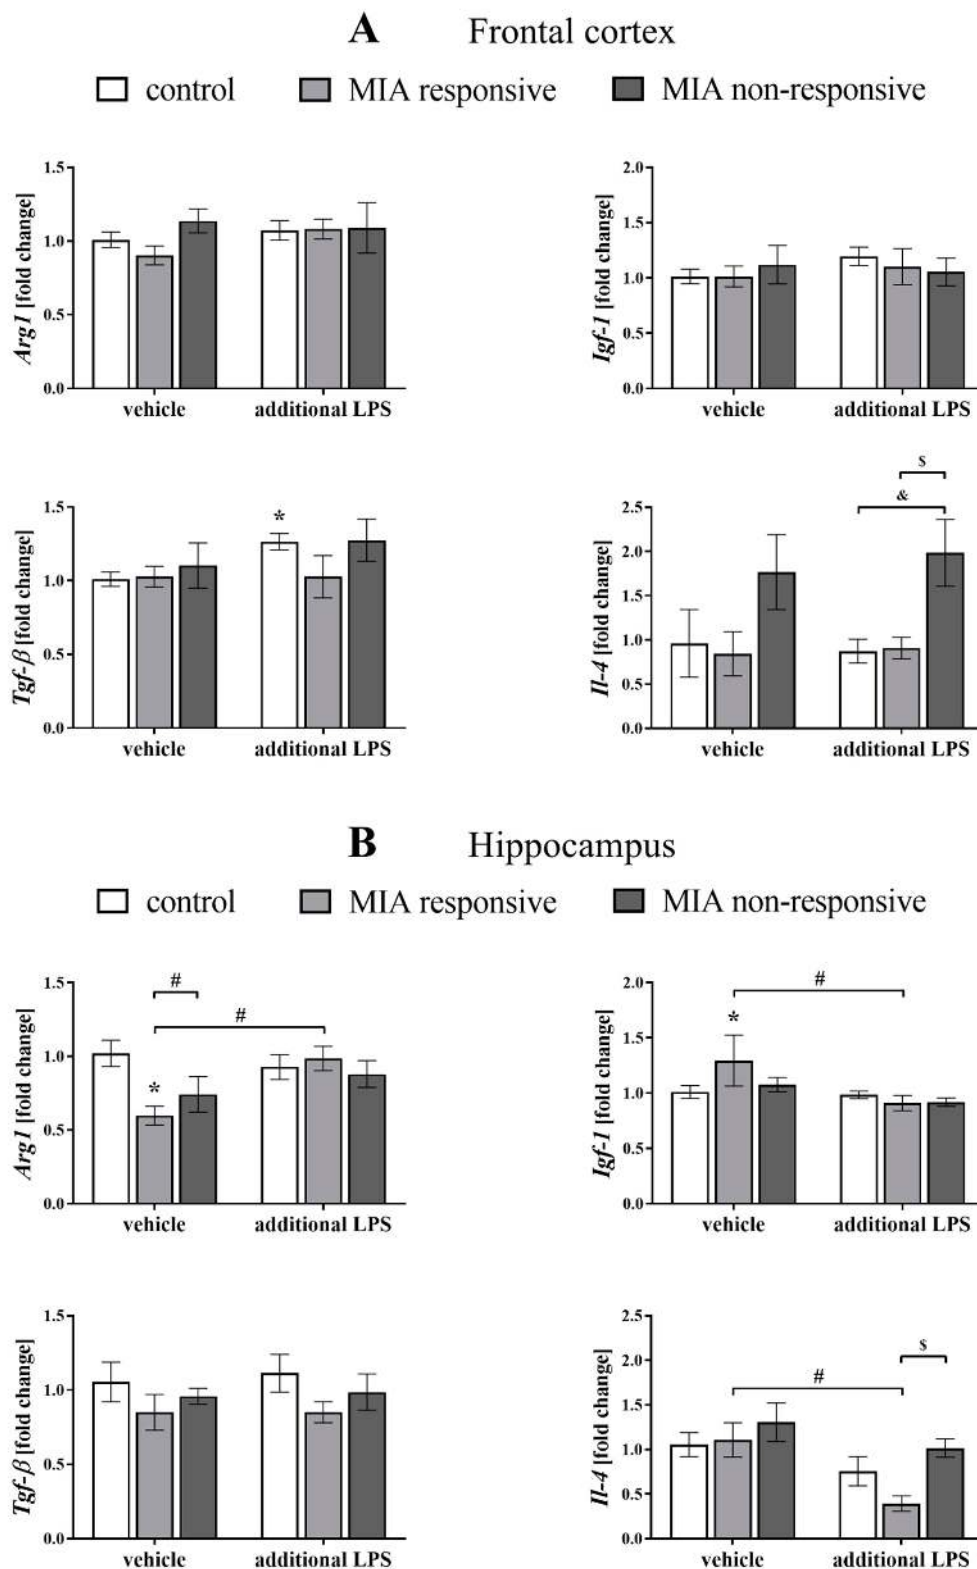 A Frontal cortex
control MIA responsive MIA non-responsive
Arg1 [fold change]
1.5
1.0
0.5
0.0
vehicle additional LPS
Igf-1 [fold change]
2.0
1.5
1.0
0.5
0.0
vehicle additional LPS
Tgf-β [fold change]
1.5
1.0
0.5
0.0
*
vehicle additional LPS
Il-4 [fold change]
2.5
2.0
1.5
1.0
0.5
0.0
$
&
vehicle additional LPS
B Hippocampus
control MIA responsive MIA non-responsive
Arg1 [fold change]
1.5
1.0
0.5
0.0
#
#
*
vehicle additional LPS
Igf-1 [fold change]
2.0
1.5
1.0
0.5
0.0
#
*
vehicle additional LPS
Tgf-β [fold change]
1.5
1.0
0.5
0.0
vehicle additional LPS
Il-4 [fold change]
2.5
2.0
1.5
1.0
0.5
0.0
$
#
vehicle additional LPS